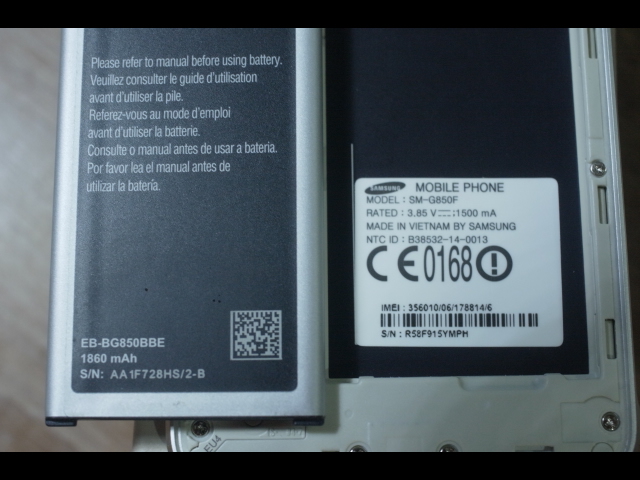 Please refer to manual before using battery.
Veuillez consulter le guide d'utilisation
avant d'utiliser la pile.
Referez-vous au mode d'emploi
avant d'utiliser la batterie.
Consulte o manual antes de usar a bateria.
Por favor lea el manual antes de
utilizar la batería.
EB-BG850BBE
1860 mAh
S/N: AA1F728HS/2-B
SAMSUNG MOBILE PHONE
MODEL : SM-G850F
RATED : 3.85 V 1500 mA
MADE IN VIETNAM BY SAMSUNG
NTC ID : B38532-14-0013
CE0168
IMEI : 356010/06/178814/6
S/N : R58F915YMPH
EU4